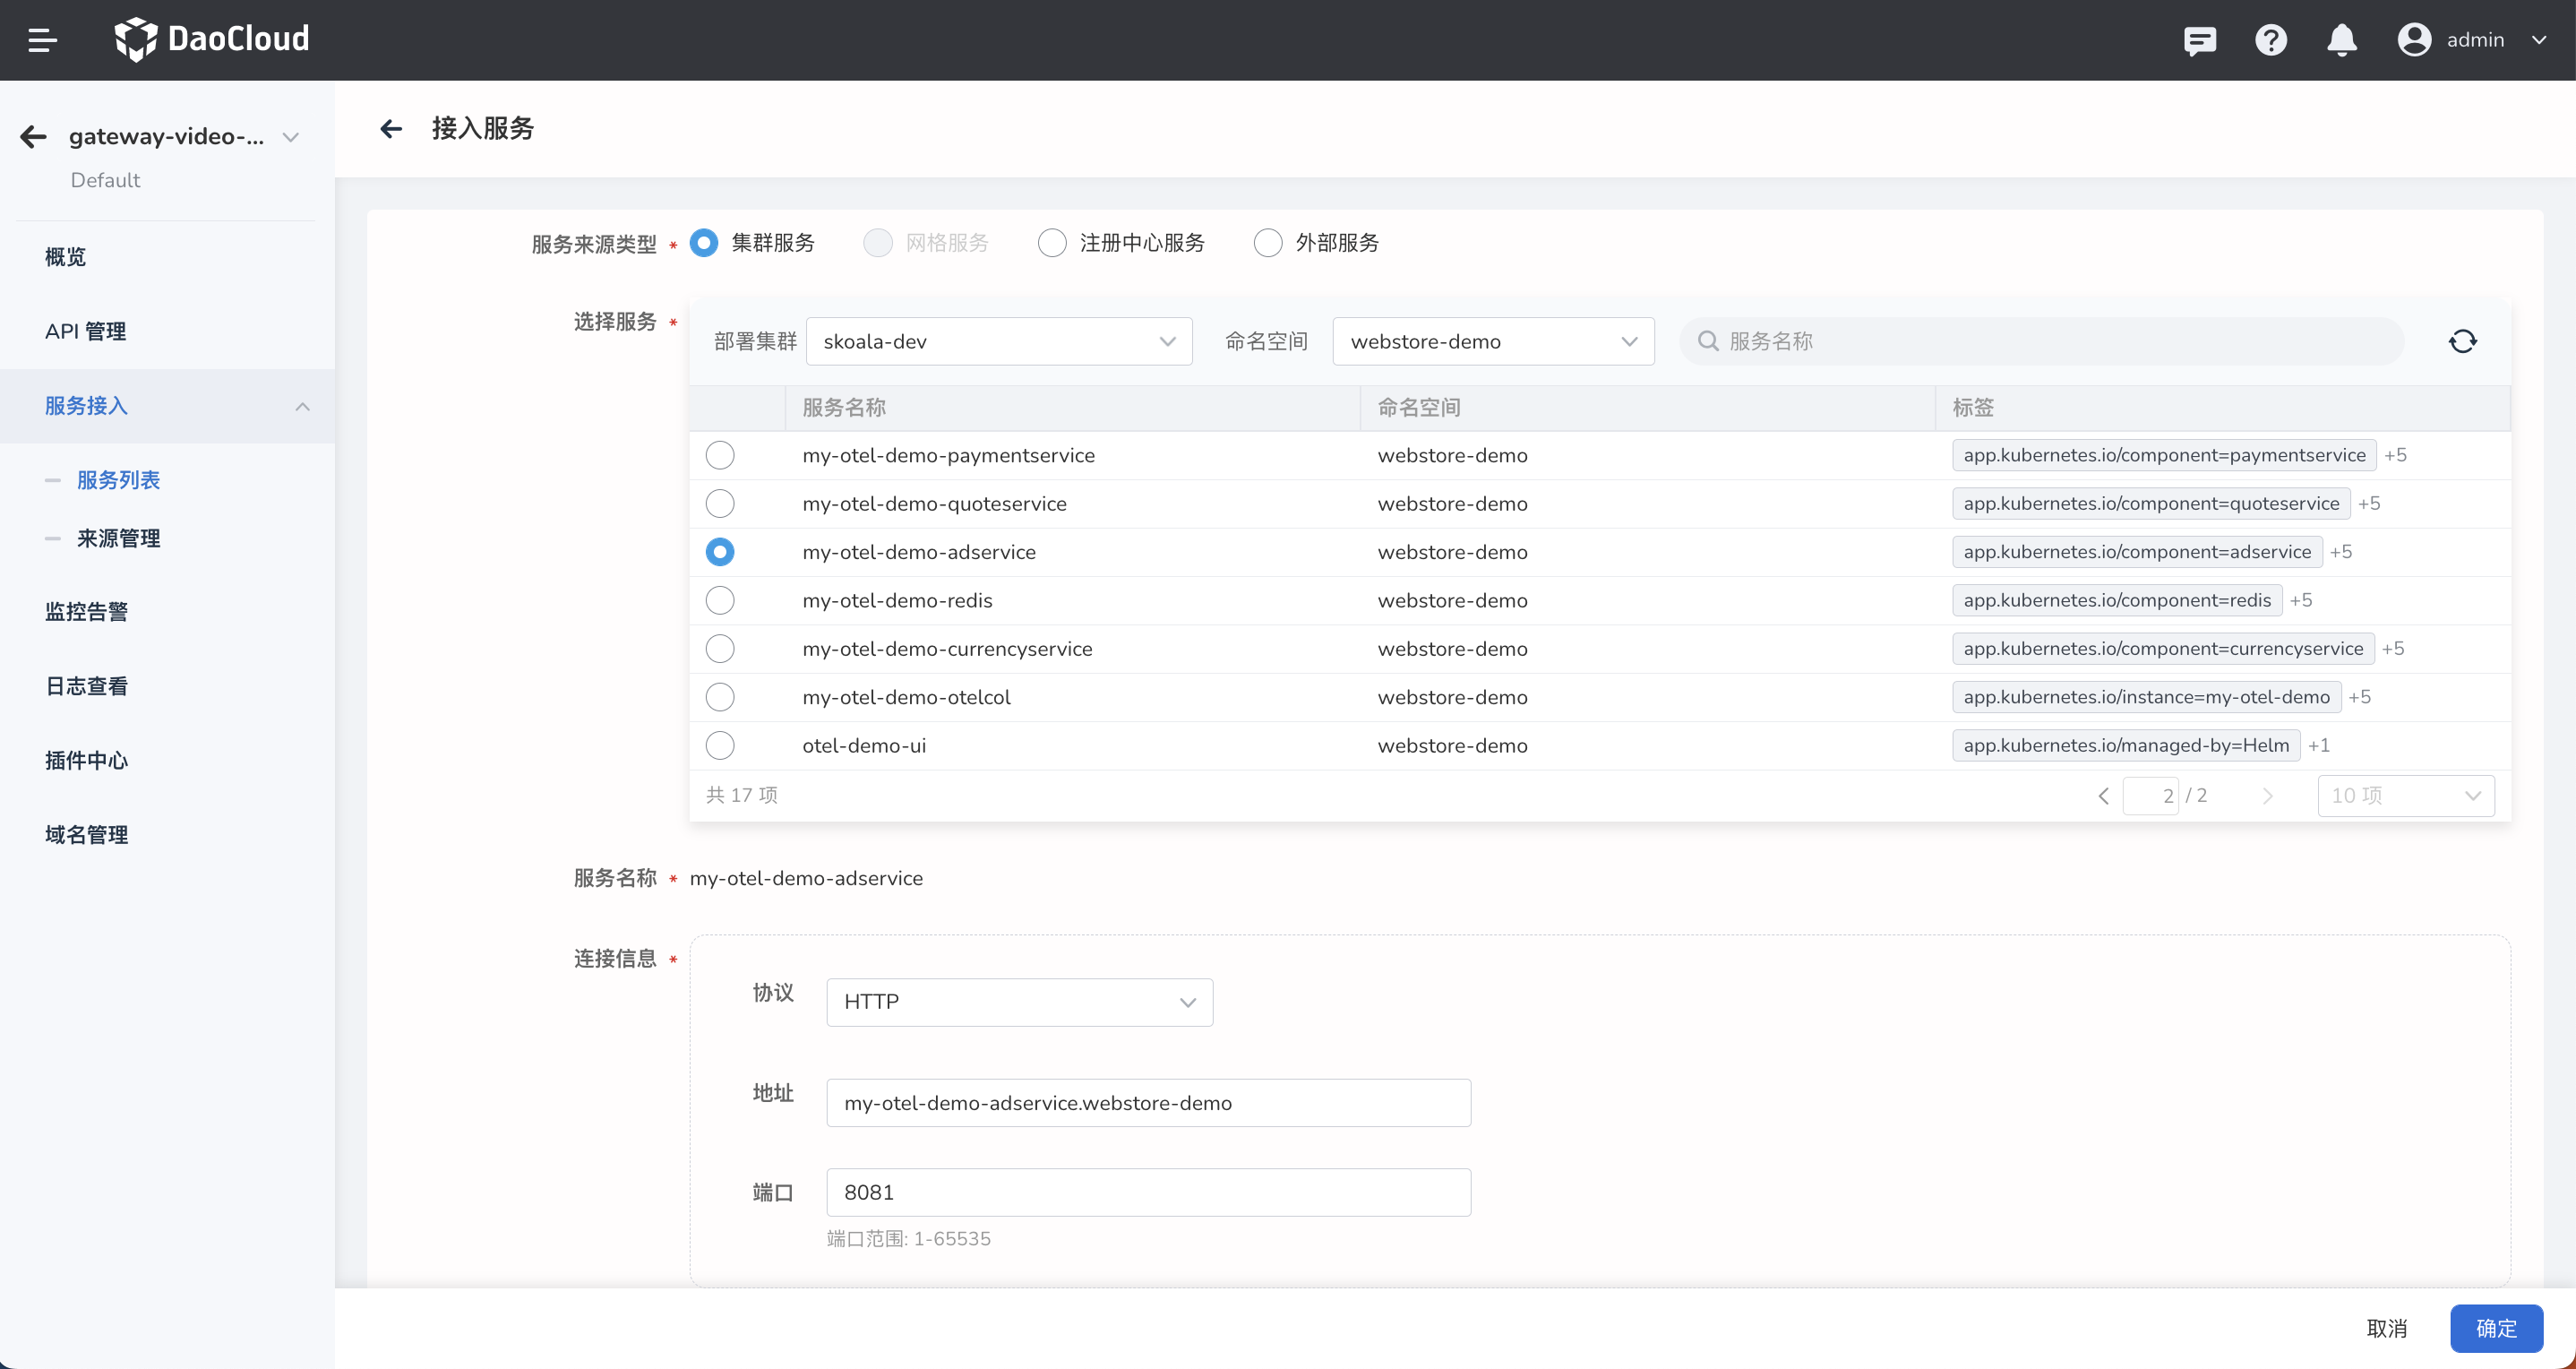 DaoCloud
admin
gateway-video-...
Default
概览
API 管理
服务接入
服务列表
来源管理
监控告警
日志查看
插件中心
域名管理
接入服务
服务来源类型 * 集群服务 网格服务 注册中心服务 外部服务
选择服务 * 部署集群 skoala-dev 命名空间 webstore-demo 服务名称
服务名称 命名空间 标签
my-otel-demo-paymentservice webstore-demo app.kubernetes.io/component=paymentservice +5
my-otel-demo-quoteservice webstore-demo app.kubernetes.io/component=quoteservice +5
my-otel-demo-adservice webstore-demo app.kubernetes.io/component=adservice +5
my-otel-demo-redis webstore-demo app.kubernetes.io/component=redis +5
my-otel-demo-currencyservice webstore-demo app.kubernetes.io/component=currencyservice +5
my-otel-demo-otelcol webstore-demo app.kubernetes.io/instance=my-otel-demo +5
otel-demo-ui webstore-demo app.kubernetes.io/managed-by=Helm +1
共 17 项 2 / 2 10 项
服务名称 * my-otel-demo-adservice
连接信息 *
协议 HTTP
地址 my-otel-demo-adservice.webstore-demo
端口 8081
端口范围: 1-65535
取消 确定